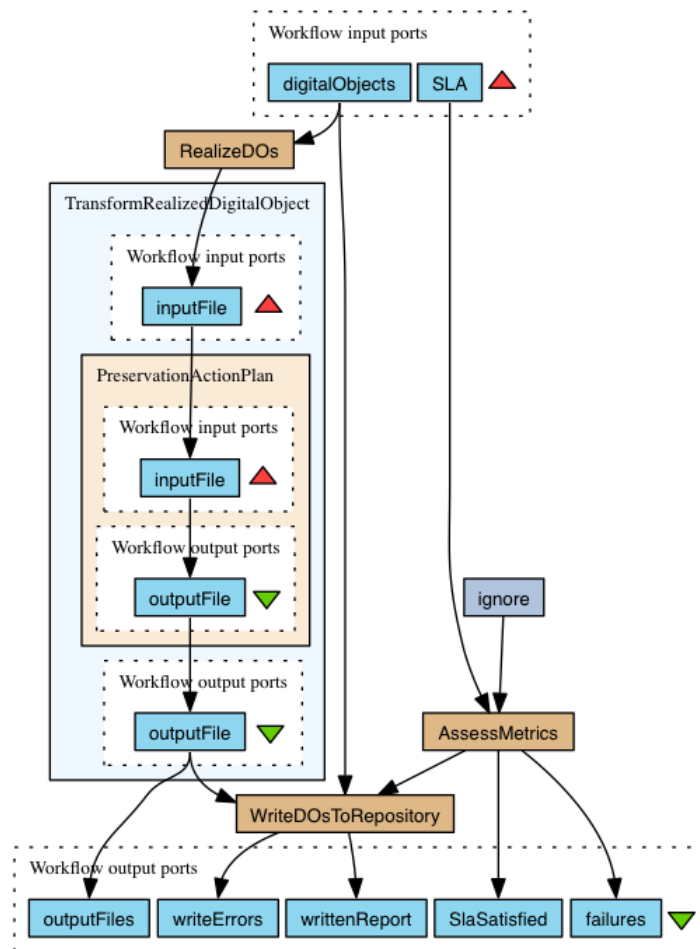 Workflow input ports
digitalObjects
SLA
RealizeDOs
TransformRealizedDigitalObject
Workflow input ports
inputFile
PreservationActionPlan
Workflow input ports
inputFile
Workflow output ports
outputFile
ignore
Workflow output ports
outputFile
AssessMetrics
WriteDOsToRepository
Workflow output ports
outputFiles
writeErrors
writtenReport
SlaSatisfied
failures